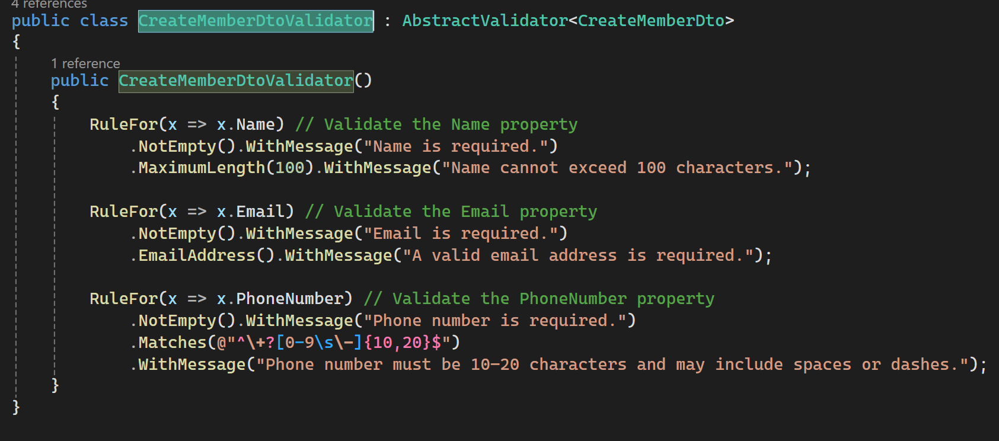 4 references
public class CreateMemberDtoValidator : AbstractValidator<CreateMemberDto>
{
1 reference
public CreateMemberDtoValidator()
{
RuleFor(x => x.Name) // Validate the Name property
.NotEmpty().WithMessage("Name is required.")
.MaximumLength(100).WithMessage("Name cannot exceed 100 characters.");
RuleFor(x => x.Email) // Validate the Email property
.NotEmpty().WithMessage("Email is required.")
.EmailAddress().WithMessage("A valid email address is required.");
RuleFor(x => x.PhoneNumber) // Validate the PhoneNumber property
.NotEmpty().WithMessage("Phone number is required.")
.Matches(@"^\+?[0-9\s\-]{10,20}$")
.WithMessage("Phone number must be 10-20 characters and may include spaces or dashes.");
}
}